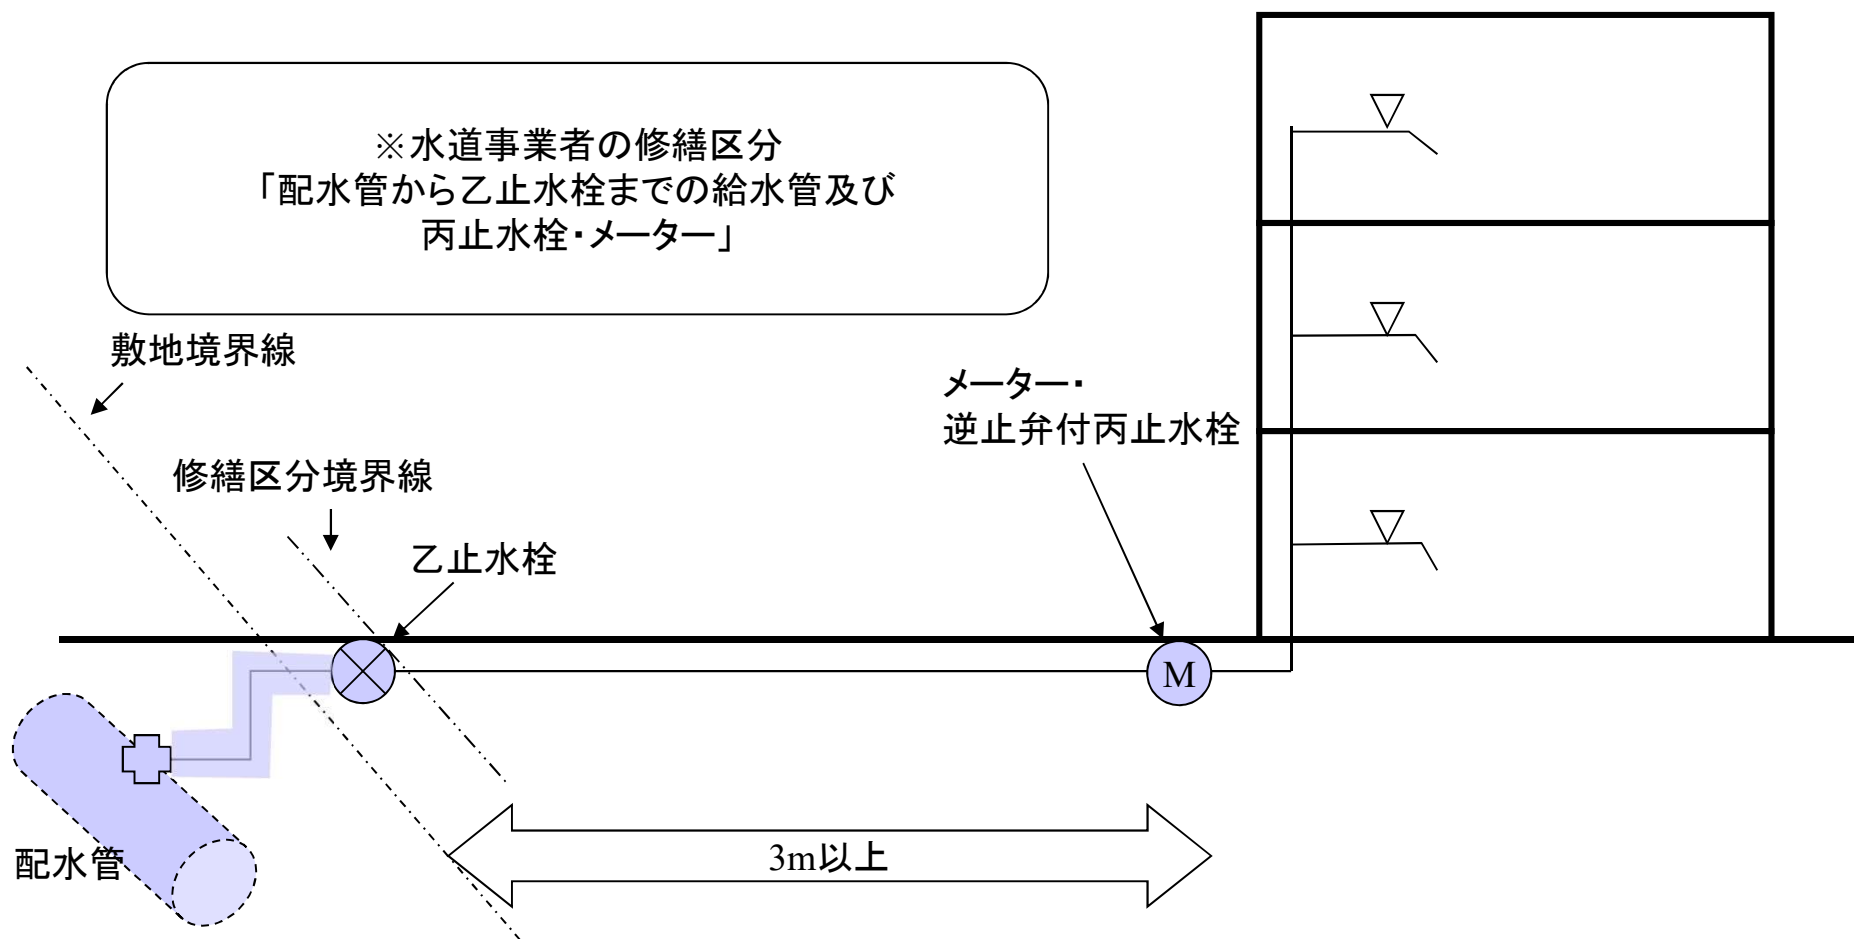 ※水道事業者の修繕区分
「配水管から乙止水栓までの給水管及び
丙止水栓・メーター」
敷地境界線
メーター・
逆止弁付丙止水栓
修繕区分境界線
乙止水栓
M
配水管
3m以上